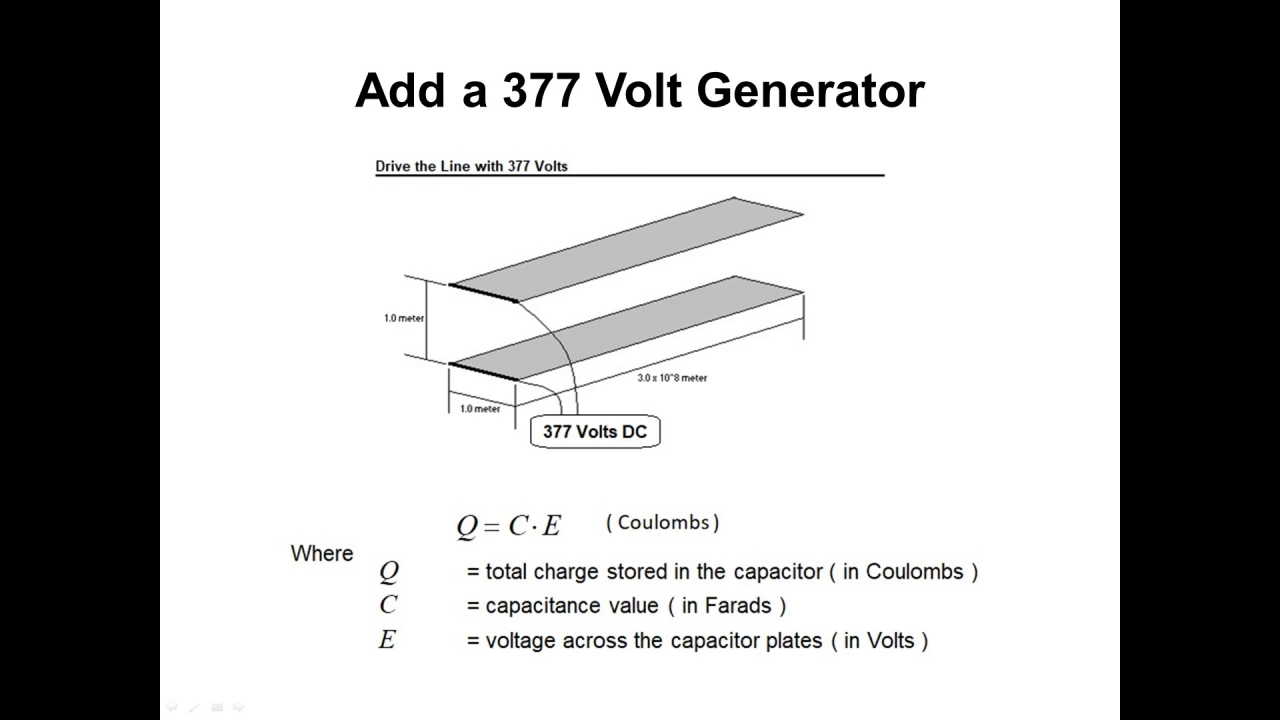 Add a 377 Volt Generator
Drive the Line with 377 Volts
1.0 meter
3.0 x 10^8 meter
1.0 meter
377 Volts DC
Q = C · E ( Coulombs )
Where
Q = total charge stored in the capacitor ( in Coulombs )
C = capacitance value ( in Farads )
E = voltage across the capacitor plates ( in Volts )